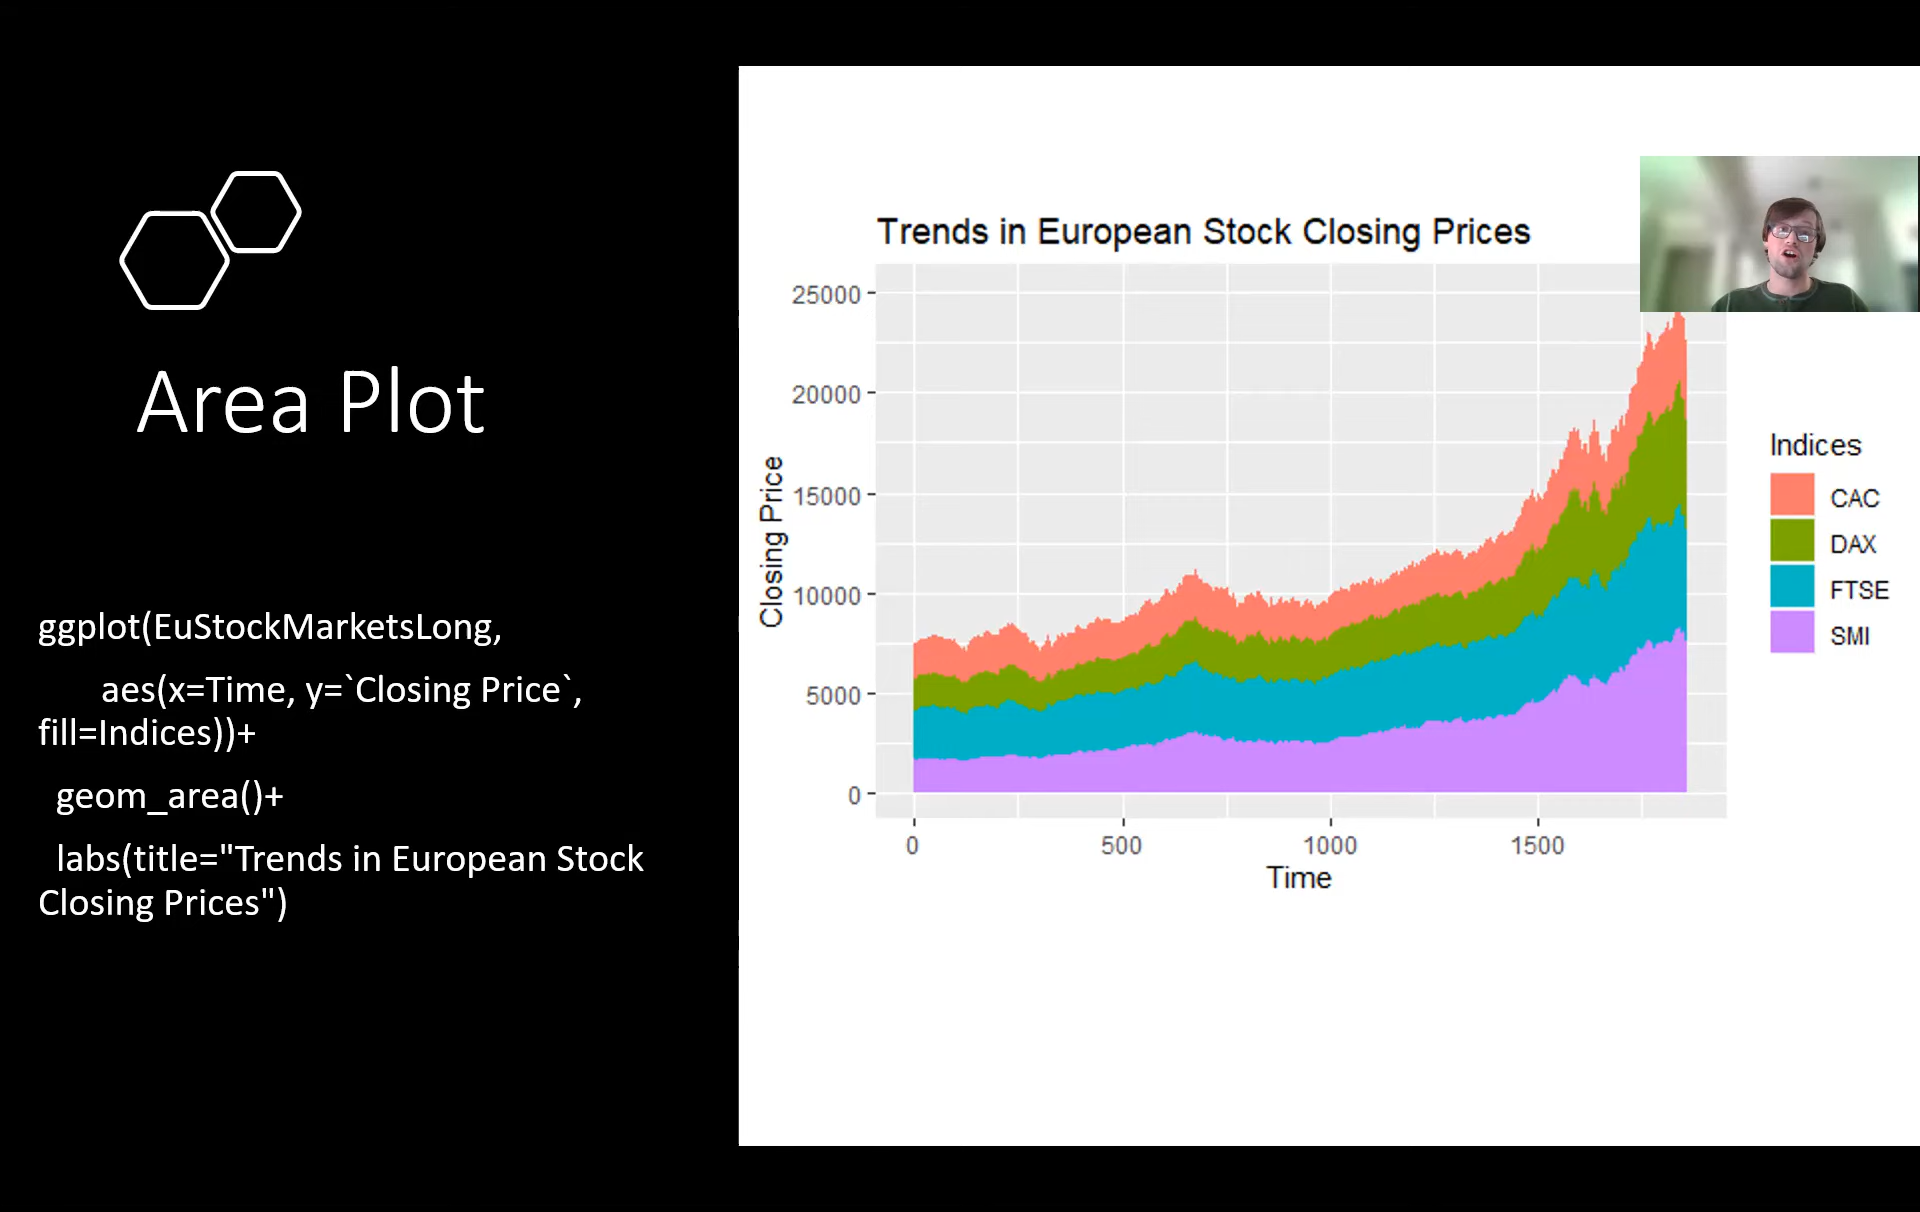 Area Plot
ggplot(EuStockMarketsLong,
aes(x=Time, y=`Closing Price`,
fill=Indices))+
geom_area()+
labs(title="Trends in European Stock
Closing Prices")
Trends in European Stock Closing Prices
25000
20000
15000
10000
5000
0
Closing Price
0 500 1000 1500
Time
Indices
CAC
DAX
FTSE
SMI